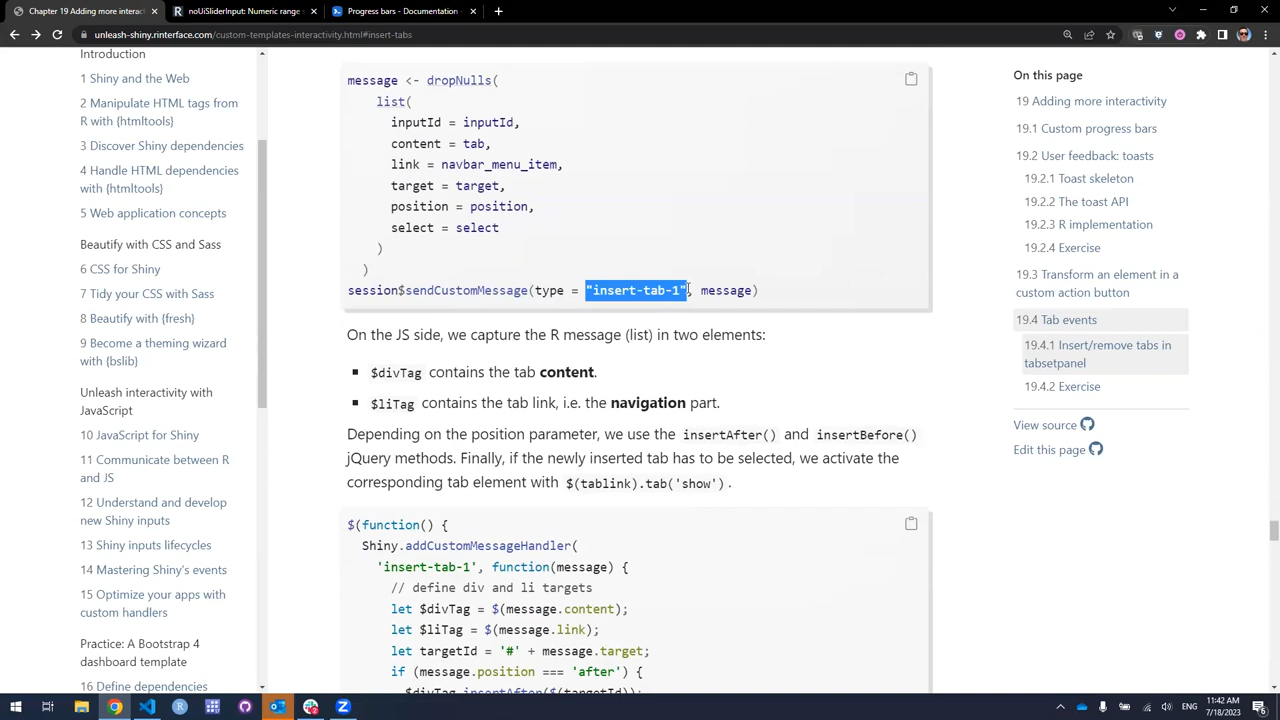 Chapter 19 Adding more interactiv
noUiSliderInput: Numeric range s
Progress bars - Documentation -
unleash-shiny.rinterface.com/custom-templates-interactivity.html#insert-tabs
Introduction
1 Shiny and the Web
2 Manipulate HTML tags from
R with {htmltools}
3 Discover Shiny dependencies
4 Handle HTML dependencies
with {htmltools}
5 Web application concepts
Beautify with CSS and Sass
6 CSS for Shiny
7 Tidy your CSS with Sass
8 Beautify with {fresh}
9 Become a theming wizard
with {bslib}
Unleash interactivity with
JavaScript
10 JavaScript for Shiny
11 Communicate between R
and JS
12 Understand and develop
new Shiny inputs
13 Shiny inputs lifecycles
14 Mastering Shiny's events
15 Optimize your apps with
custom handlers
Practice: A Bootstrap 4
dashboard template
16 Define dependencies
message <- dropNulls(
list(
inputId = inputId,
content = tab,
link = navbar_menu_item,
target = target,
position = position,
select = select
)
)
session$sendCustomMessage(type = "insert-tab-1", message)
On the JS side, we capture the R message (list) in two elements:
▪ $divTag contains the tab content.
▪ $liTag contains the tab link, i.e. the navigation part.
Depending on the position parameter, we use the insertAfter() and insertBefore()
jQuery methods. Finally, if the newly inserted tab has to be selected, we activate the
corresponding tab element with $(tablink).tab('show') .
$(function() {
Shiny.addCustomMessageHandler(
'insert-tab-1', function(message) {
// define div and li targets
let $divTag = $(message.content);
let $liTag = $(message.link);
let targetId = '#' + message.target;
if (message.position === 'after') {
$divTag.insertAfter($(targetId));
On this page
19 Adding more interactivity
19.1 Custom progress bars
19.2 User feedback: toasts
19.2.1 Toast skeleton
19.2.2 The toast API
19.2.3 R implementation
19.2.4 Exercise
19.3 Transform an element in a
custom action button
19.4 Tab events
19.4.1 Insert/remove tabs in
tabsetpanel
19.4.2 Exercise
View source
Edit this page
ENG
11:42 AM
7/18/2023